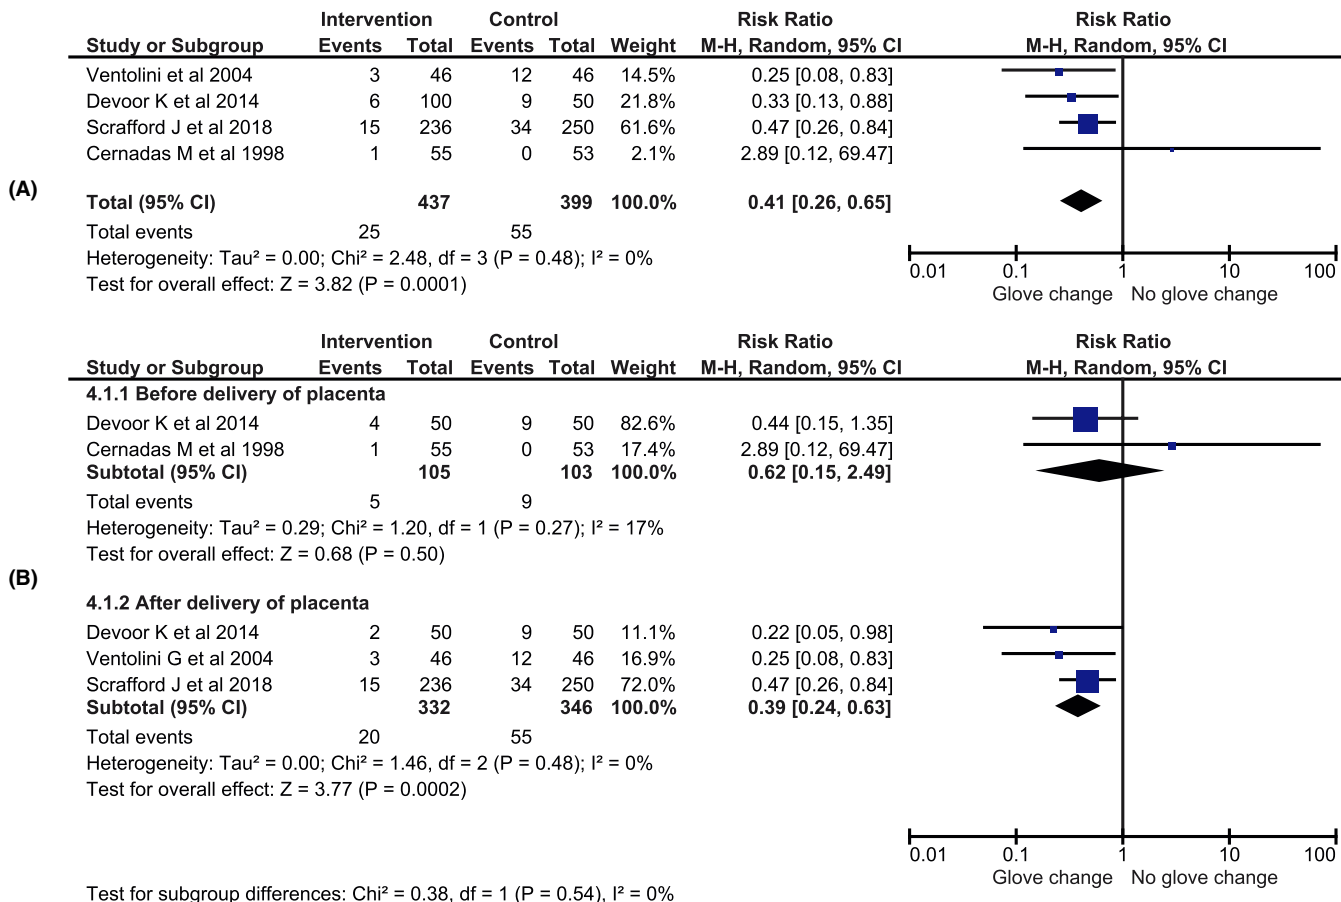 Intervention Control Risk Ratio Risk Ratio
Study or Subgroup Events Total Events Total Weight M-H, Random, 95% CI M-H, Random, 95% CI
Ventolini et al 2004 3 46 12 46 14.5% 0.25 [0.08, 0.83]
Devoor K et al 2014 6 100 9 50 21.8% 0.33 [0.13, 0.88]
Scrafford J et al 2018 15 236 34 250 61.6% 0.47 [0.26, 0.84]
Cernadas M et al 1998 1 55 0 53 2.1% 2.89 [0.12, 69.47]
(A)
Total (95% CI) 437 399 100.0% 0.41 [0.26, 0.65]
Total events 25 55
Heterogeneity: Tau² = 0.00; Chi² = 2.48, df = 3 (P = 0.48); I² = 0%
Test for overall effect: Z = 3.82 (P = 0.0001)
0.01 0.1 1 10 100
Glove change No glove change
Intervention Control Risk Ratio Risk Ratio
Study or Subgroup Events Total Events Total Weight M-H, Random, 95% CI M-H, Random, 95% CI
4.1.1 Before delivery of placenta
Devoor K et al 2014 4 50 9 50 82.6% 0.44 [0.15, 1.35]
Cernadas M et al 1998 1 55 0 53 17.4% 2.89 [0.12, 69.47]
Subtotal (95% CI) 105 103 100.0% 0.62 [0.15, 2.49]
Total events 5 9
Heterogeneity: Tau² = 0.29; Chi² = 1.20, df = 1 (P = 0.27); I² = 17%
Test for overall effect: Z = 0.68 (P = 0.50)
(B)
4.1.2 After delivery of placenta
Devoor K et al 2014 2 50 9 50 11.1% 0.22 [0.05, 0.98]
Ventolini G et al 2004 3 46 12 46 16.9% 0.25 [0.08, 0.83]
Scrafford J et al 2018 15 236 34 250 72.0% 0.47 [0.26, 0.84]
Subtotal (95% CI) 332 346 100.0% 0.39 [0.24, 0.63]
Total events 20 55
Heterogeneity: Tau² = 0.00; Chi² = 1.46, df = 2 (P = 0.48); I² = 0%
Test for overall effect: Z = 3.77 (P = 0.0002)
0.01 0.1 1 10 100
Glove change No glove change
Test for subgroup differences: Chi² = 0.38, df = 1 (P = 0.54), I² = 0%